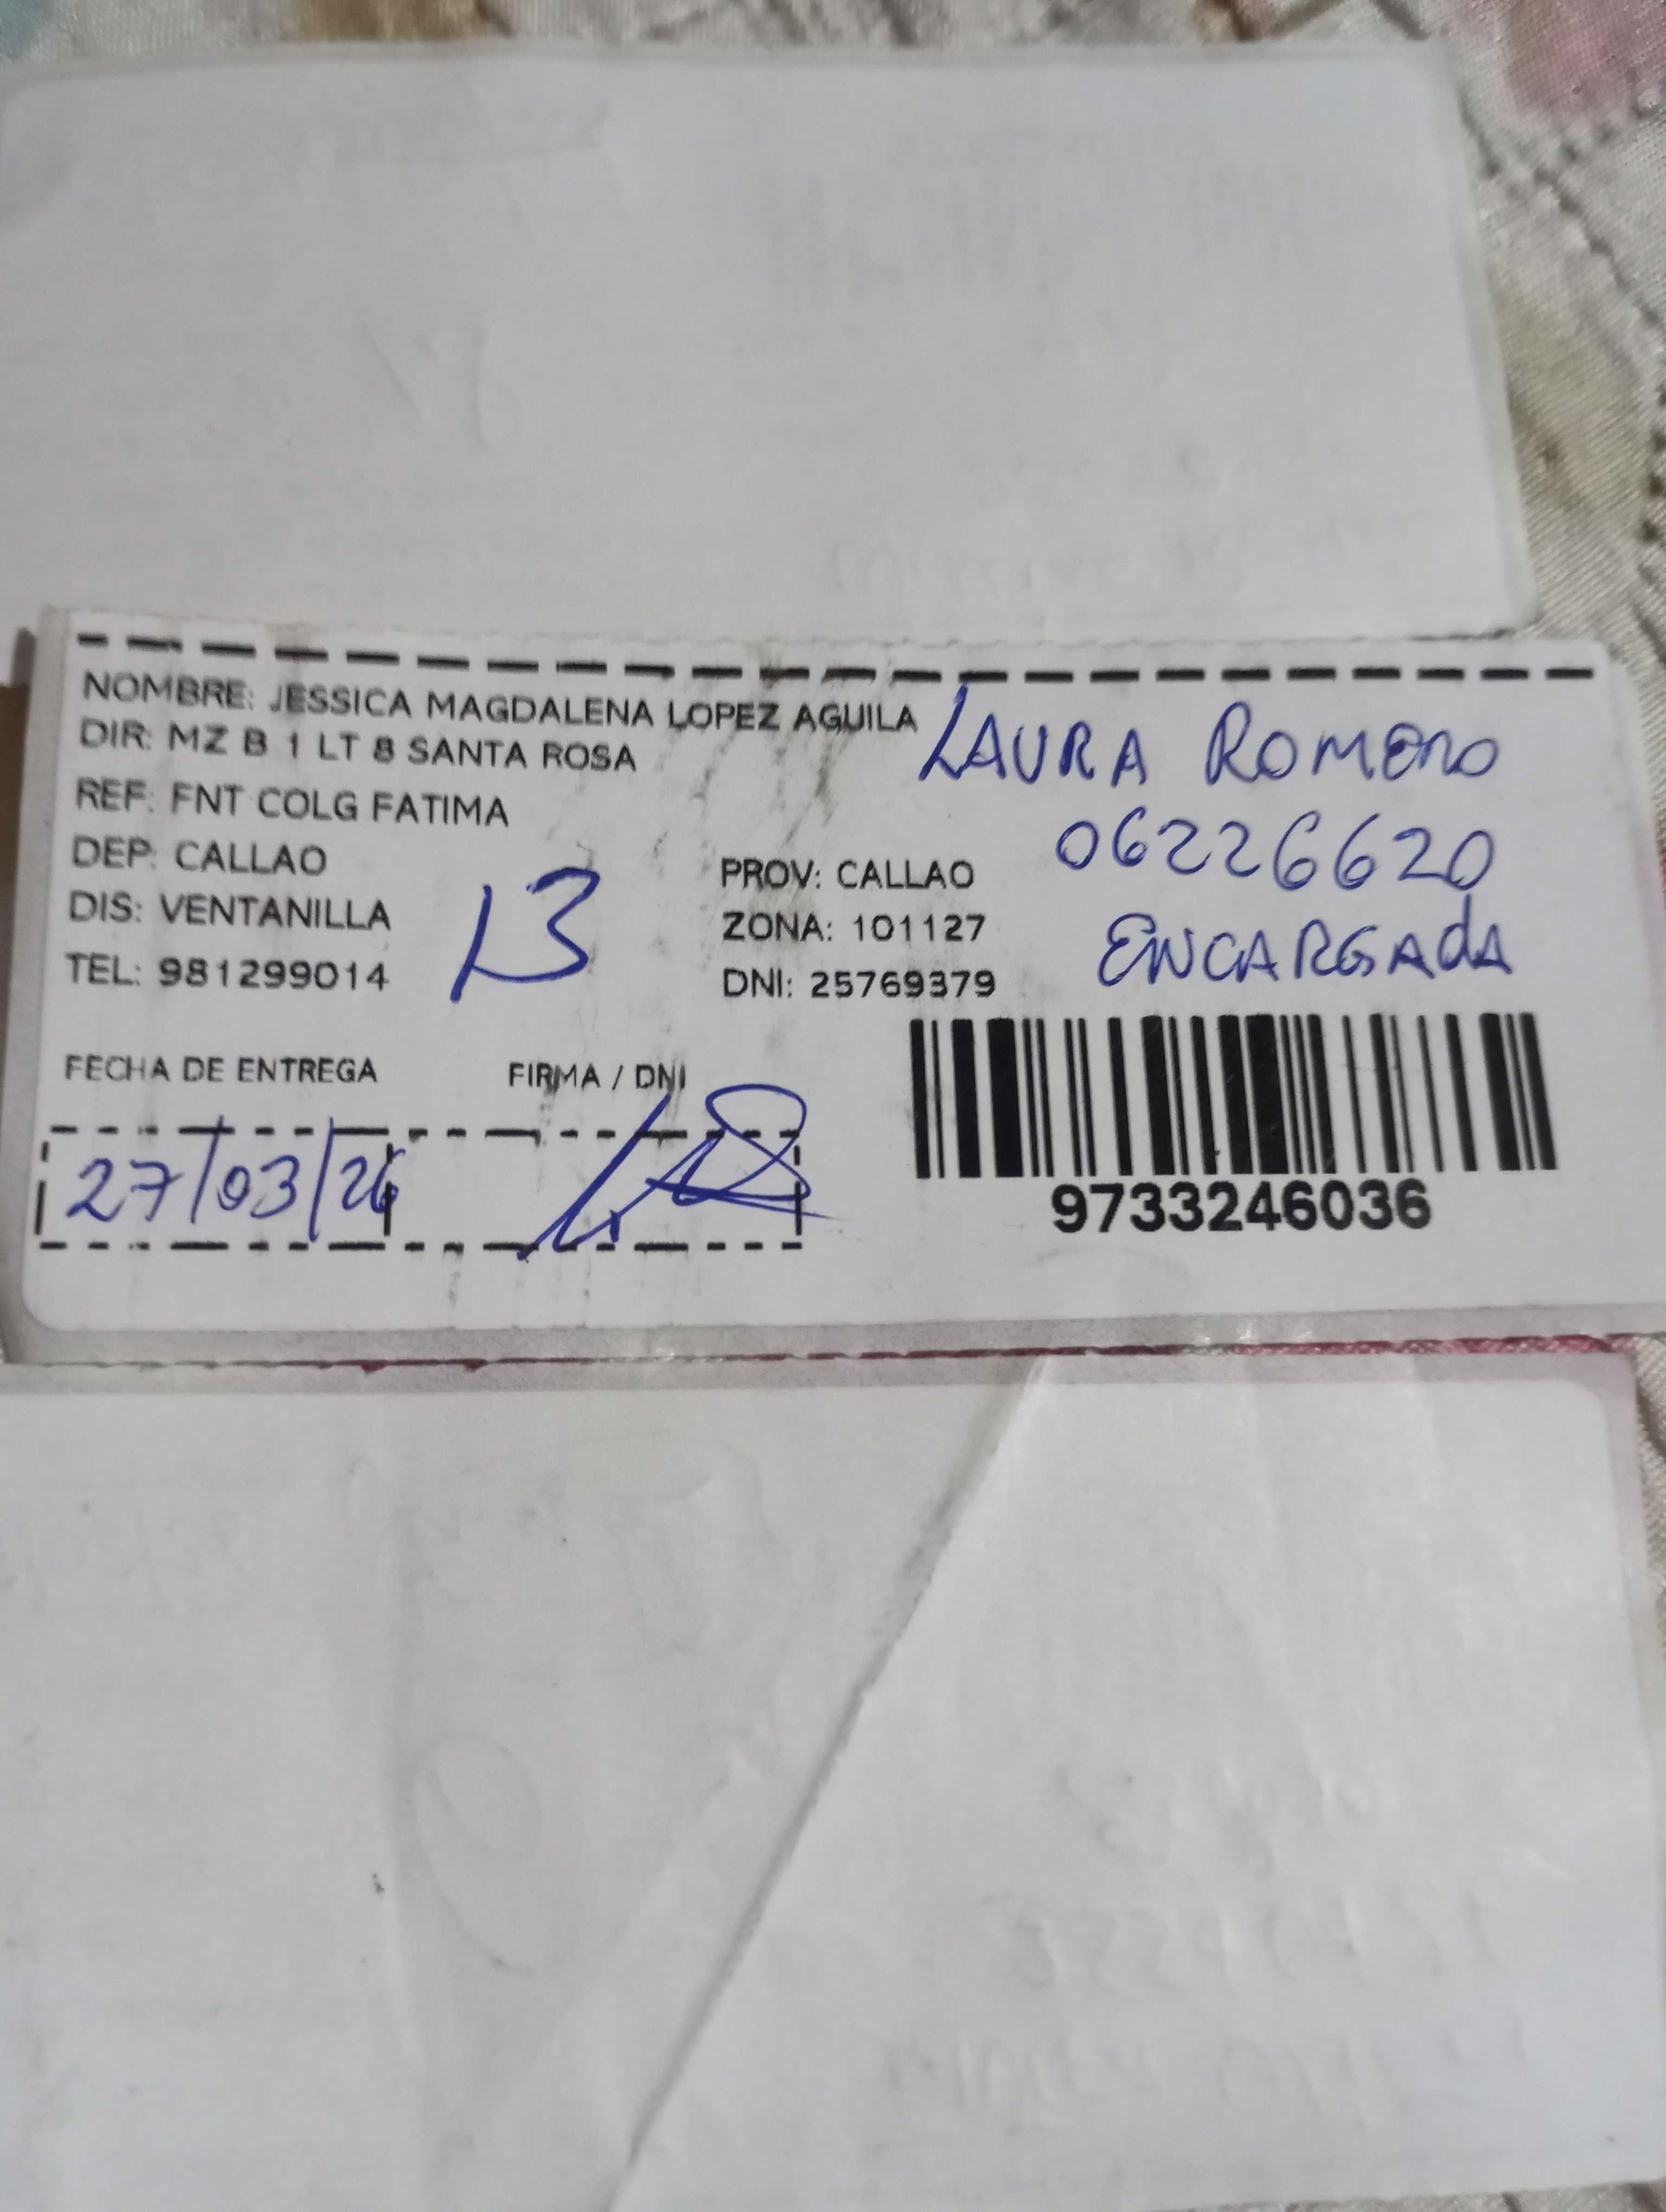 NOMBRE: JESSICA MAGDALENA LOPEZ AGUILA
DIR: MZ B 1 LT 8 SANTA ROSA
REF: FNT COLG FATIMA
DEP: CALLAO
DIS: VENTANILLA
TEL: 981299014
13
PROV: CALLAO
ZONA: 101127
DNI: 25769379
LAURA ROMERO
06226620
ENCARGADA
FECHA DE ENTREGA
FIRMA / DNI
27/03/26
9733246036